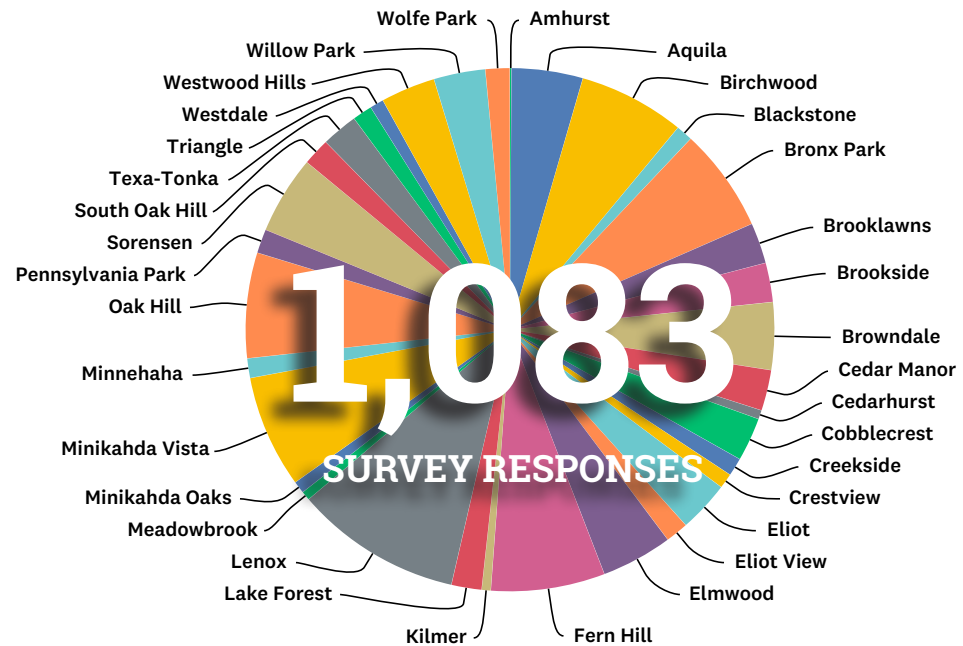 Wolfe Park
Amhurst
Willow Park
Aquila
Westwood Hills
Birchwood
Westdale
Blackstone
Triangle
Bronx Park
Texa-Tonka
South Oak Hill
Brooklawns
Sorensen
Pennsylvania Park
Brookside
Oak Hill
Browndale
Minnehaha
Cedar Manor
Cedarhurst
1,083
Cobblecrest
Minikahda Vista
Creekside
SURVEY RESPONSES
Minikahda Oaks
Crestview
Meadowbrook
Eliot
Lenox
Eliot View
Lake Forest
Elmwood
Kilmer
Fern Hill